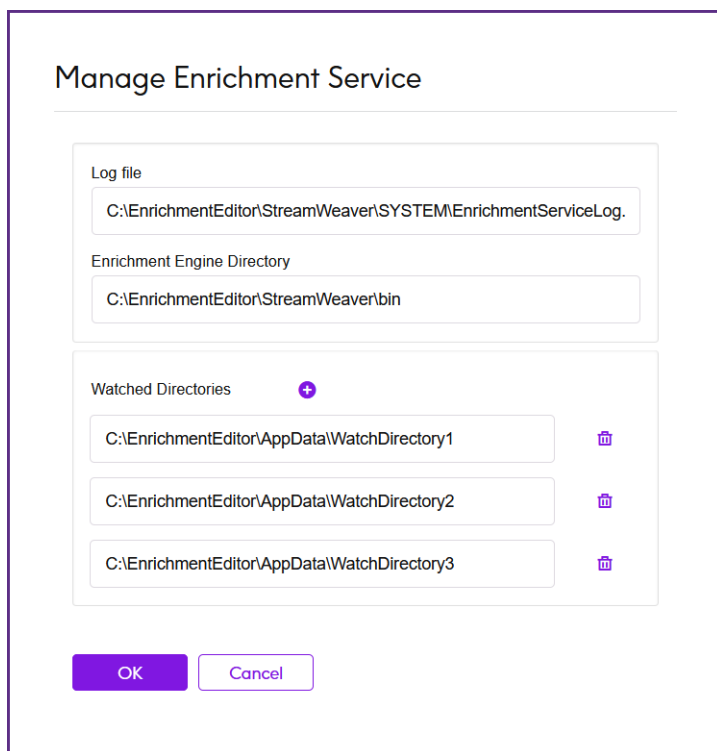 Manage Enrichment Service
Log file
C:\EnrichmentEditor\StreamWeaver\SYSTEM\EnrichmentServiceLog.
Enrichment Engine Directory
C:\EnrichmentEditor\StreamWeaver\bin
Watched Directories
C:\EnrichmentEditor\AppData\WatchDirectory1
C:\EnrichmentEditor\AppData\WatchDirectory2
C:\EnrichmentEditor\AppData\WatchDirectory3
OK Cancel